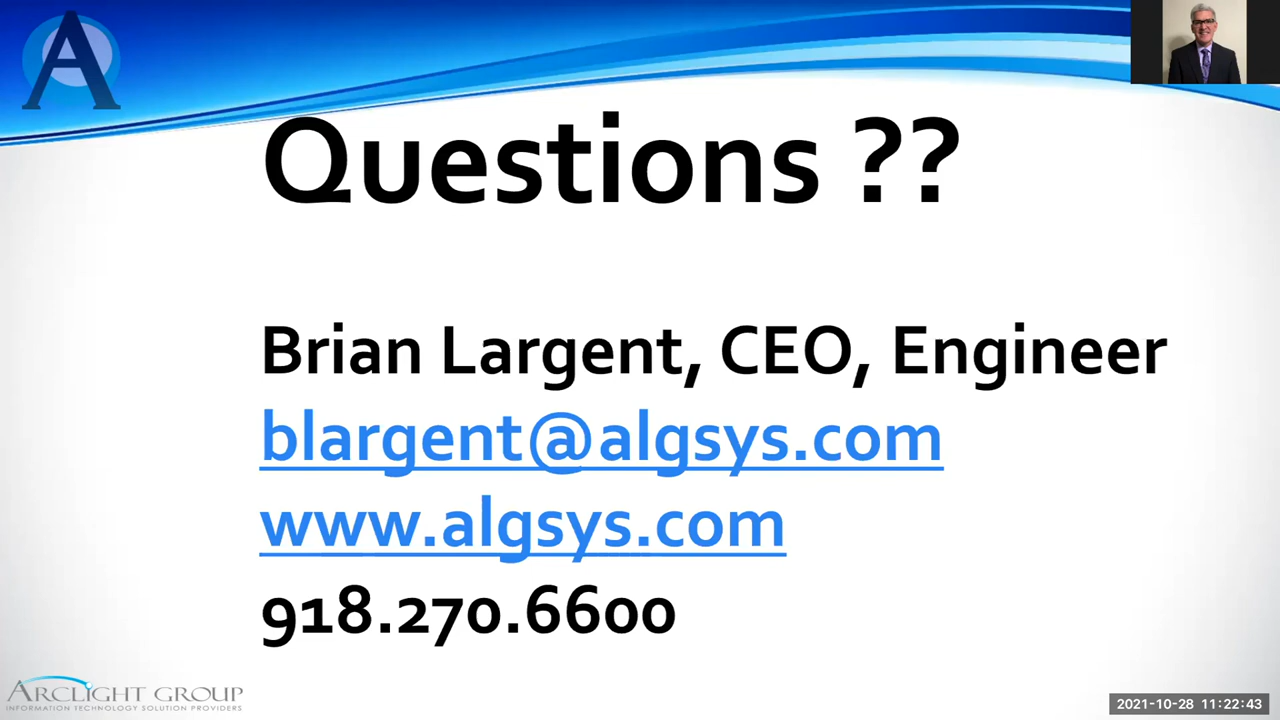 A
Questions ??
Brian Largent, CEO, Engineer
blargent@algsys.com
www.algsys.com
918.270.6600
ARCLIGHT GROUP
INFORMATION TECHNOLOGY SOLUTION PROVIDERS
2021-10-28 11:22:43